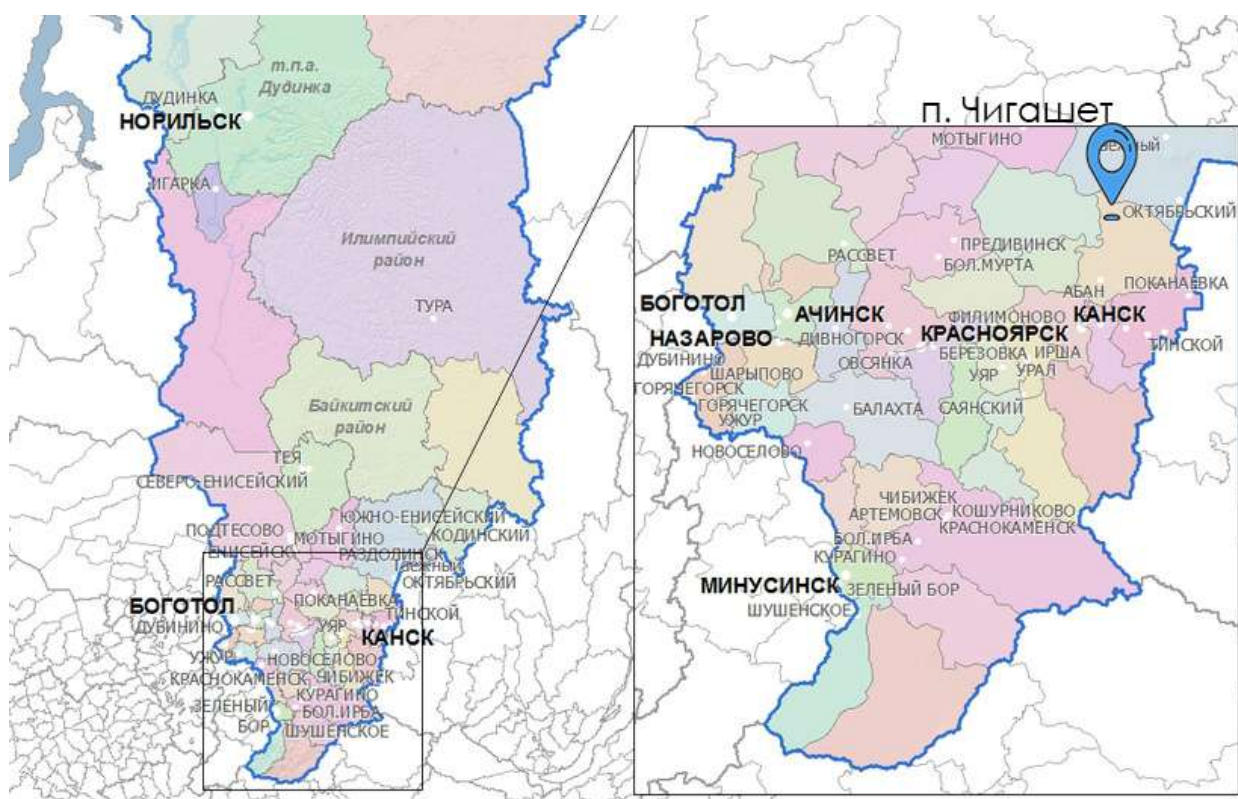 т.п.а.
Дудинка
ДУДИНКА
НОРИЛЬСК
ИГАРКА
Илимпийский
район
ТУРА
Байкитский
район
ТЕЯ
СЕВЕРО-ЕНИСЕЙСКИЙ
ЮЖНО-ЕНИСЕЙСКИЙ
ПОДТЕСОВО
МОТЫГИНО
КОДИНСКИЙ
ЕНИСЕЙСК
РАЗДОЛИНСК
ТАЕЖНЫЙ
РАССВЕТ
ОКТЯБРЬСКИЙ
БОГОТОЛ
ПОКАНАЕВКА
ТИНСКОЙ
ДУБИНИНО
УЯР
КАНСК
УЖУР
НОВОСЕЛОВО
КРАСНОКАМЕНСК
ЧИБИЖЕК
КУРАГИНО
ЗЕЛЕНЫЙ
БОР
БОЛ.ИРБА
ШУШЕНСКОЕ
п. Чигашет
МОТЫГИНО
ОКТЯБРЬСКИЙ
ПРЕДИВИНСК
РАССВЕТ
БОЛ.МУРТА
АБАН
ПОКАНАЕВКА
БОГОТОЛ
АЧИНСК
ФИЛИМОНОВО
КАНСК
НАЗАРОВО
ДИВНОГОРСК
КРАСНОЯРСК
ТИНСКОЙ
ДУБИНИНО
ОВСЯНКА
БЕРЕЗОВКА
ИРША
ШАРЫПОВО
УЯР
УРАЛ
ГОРЯЧЕГОРСК
ГОРЯЧЕГОРСК
БАЛАХТА
САЯНСКИЙ
УЖУР
НОВОСЕЛОВО
ЧИБИЖЕК
АРТЕМОВСК
КОШУРНИКОВО
КРАСНОКАМЕНСК
БОЛ.ИРБА
КУРАГИНО
МИНУСИНСК
ЗЕЛЕНЫЙ БОР
ШУШЕНСКОЕ